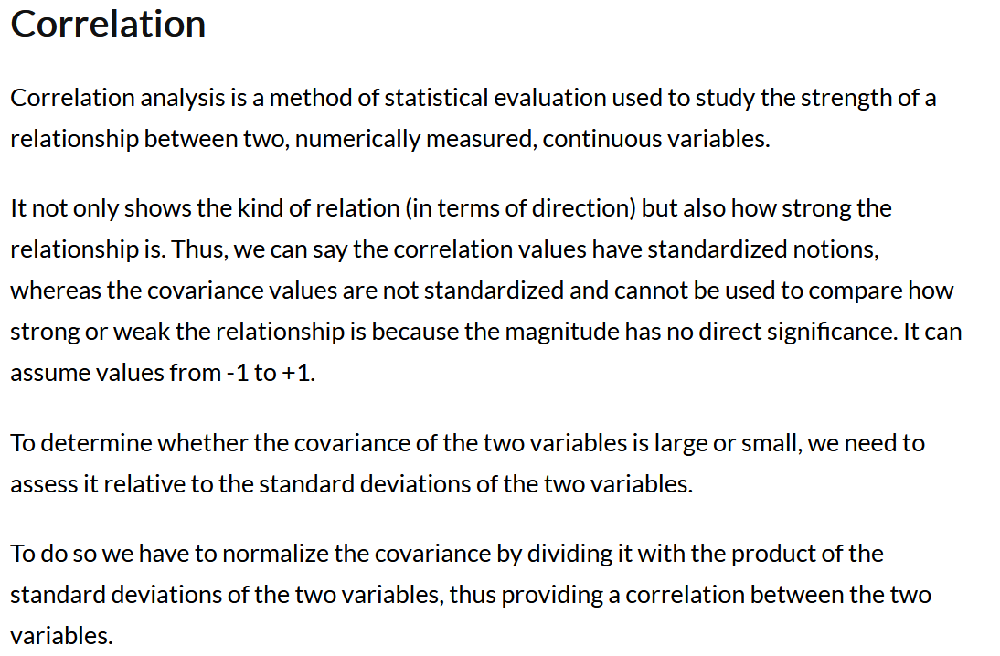 Correlation
Correlation analysis is a method of statistical evaluation used to study the strength of a
relationship between two, numerically measured, continuous variables.
It not only shows the kind of relation (in terms of direction) but also how strong the
relationship is. Thus, we can say the correlation values have standardized notions,
whereas the covariance values are not standardized and cannot be used to compare how
strong or weak the relationship is because the magnitude has no direct significance. It can
assume values from -1 to +1.
To determine whether the covariance of the two variables is large or small, we need to
assess it relative to the standard deviations of the two variables.
To do so we have to normalize the covariance by dividing it with the product of the
standard deviations of the two variables, thus providing a correlation between the two
variables.